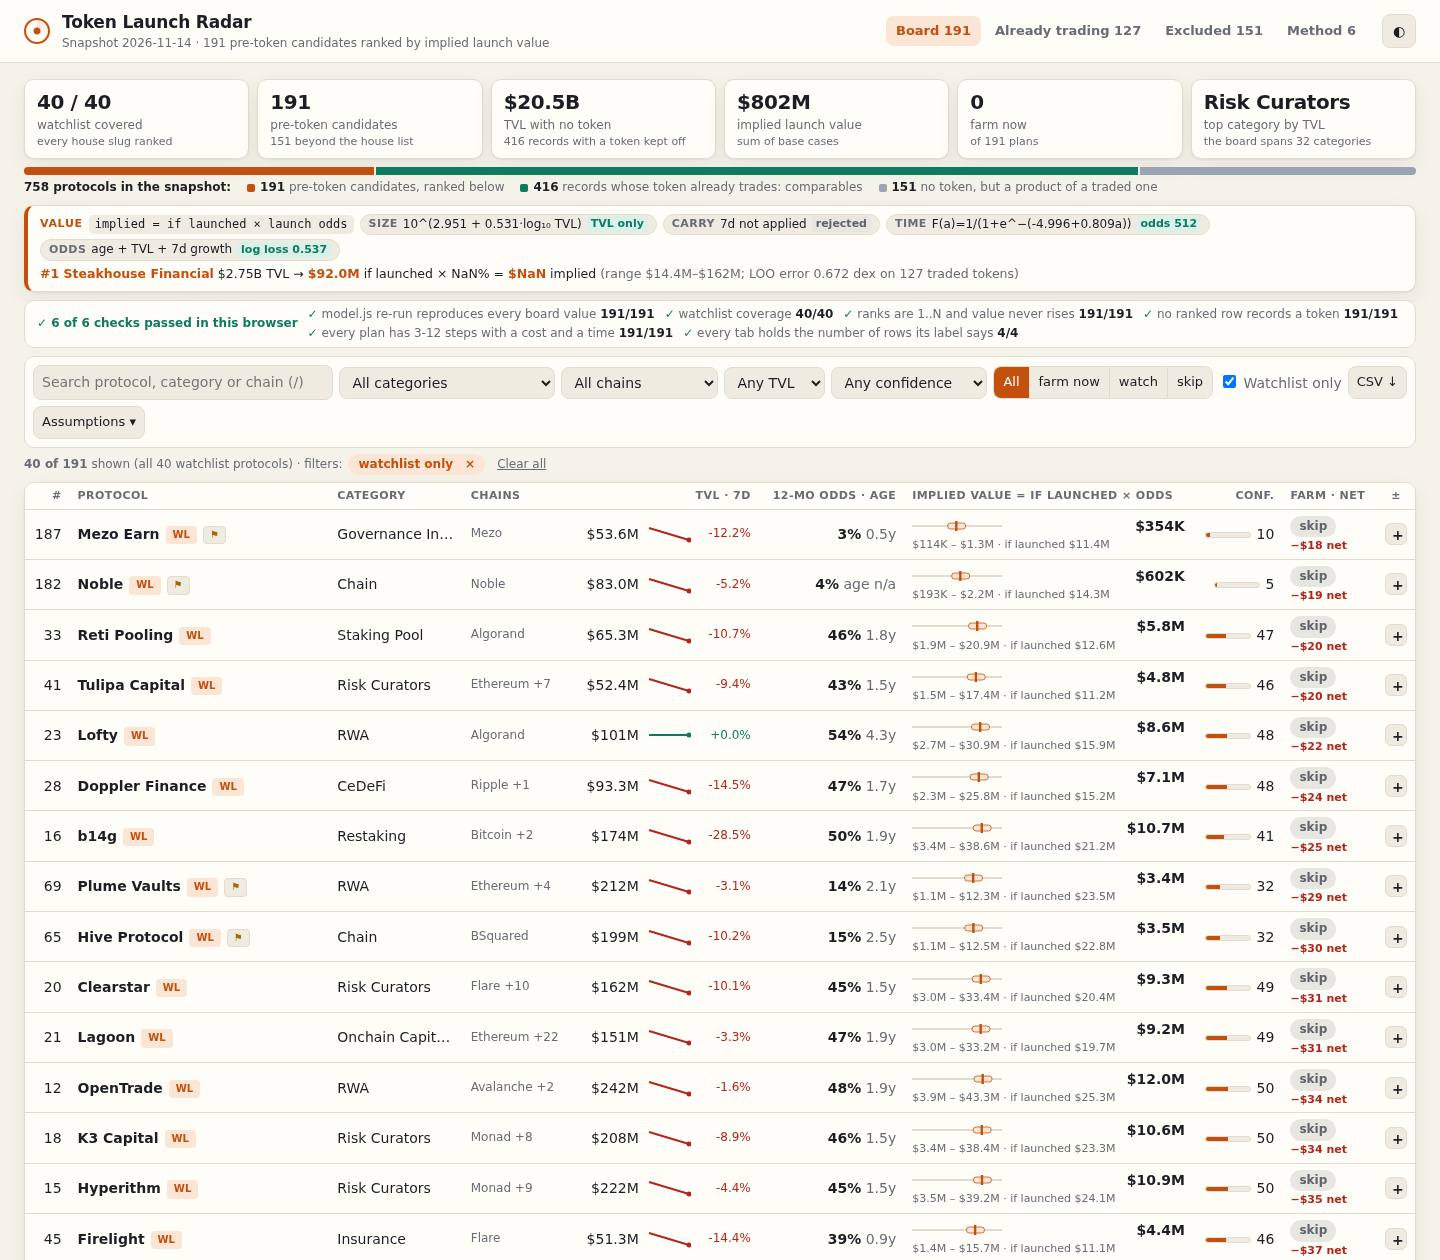 Token Launch Radar
Snapshot 2026-11-14 · 191 pre-token candidates ranked by implied launch value
Board 191 Already trading 127 Excluded 151 Method 6 ◐
40 / 40
watchlist covered
every house slug ranked
191
pre-token candidates
151 beyond the house list
$20.5B
TVL with no token
416 records with a token kept off
$802M
implied launch value
sum of base cases
0
farm now
of 191 plans
Risk Curators
top category by TVL
the board spans 32 categories
758 protocols in the snapshot: 191 pre-token candidates, ranked below 416 records whose token already trades: comparables 151 no token, but a product of a traded one
VALUE implied = if launched × launch odds SIZE 10^(2.951 + 0.531·log₁₀ TVL) TVL only CARRY 7d not applied rejected TIME F(a)=1/(1+e^−(-4.996+0.809a)) odds 512
ODDS age + TVL + 7d growth log loss 0.537
#1 Steakhouse Financial $2.75B TVL → $92.0M if launched × NaN% = $NaN implied (range $14.4M–$162M; LOO error 0.672 dex on 127 traded tokens)
✓ 6 of 6 checks passed in this browser
✓ model.js re-run reproduces every board value 191/191 ✓ watchlist coverage 40/40 ✓ ranks are 1..N and value never rises 191/191 ✓ no ranked row records a token 191/191
✓ every plan has 3-12 steps with a cost and a time 191/191 ✓ every tab holds the number of rows its label says 4/4
Search protocol, category or chain (/) All categories All chains Any TVL Any confidence All farm now watch skip Watchlist only CSV ↓
Assumptions ▾
40 of 191 shown (all 40 watchlist protocols) · filters: watchlist only × Clear all
# PROTOCOL CATEGORY CHAINS TVL · 7D 12-MO ODDS · AGE IMPLIED VALUE = IF LAUNCHED × ODDS CONF. FARM · NET ±
187 Mezo Earn WL ⚑ Governance In… Mezo $53.6M -12.2% 3% 0.5y $354K 10 skip +
$114K – $1.3M · if launched $11.4M −$18 net
182 Noble WL ⚑ Chain Noble $83.0M -5.2% 4% age n/a $602K 5 skip +
$193K – $2.2M · if launched $14.3M −$19 net
33 Reti Pooling WL Staking Pool Algorand $65.3M -10.7% 46% 1.8y $5.8M 47 skip +
$1.9M – $20.9M · if launched $12.6M −$20 net
41 Tulipa Capital WL Risk Curators Ethereum +7 $52.4M -9.4% 43% 1.5y $4.8M 46 skip +
$1.5M – $17.4M · if launched $11.2M −$20 net
23 Lofty WL RWA Algorand $101M +0.0% 54% 4.3y $8.6M 48 skip +
$2.7M – $30.9M · if launched $15.9M −$22 net
28 Doppler Finance WL CeDeFi Ripple +1 $93.3M -14.5% 47% 1.7y $7.1M 48 skip +
$2.3M – $25.8M · if launched $15.2M −$24 net
16 b14g WL Restaking Bitcoin +2 $174M -28.5% 50% 1.9y $10.7M 41 skip +
$3.4M – $38.6M · if launched $21.2M −$25 net
69 Plume Vaults WL ⚑ RWA Ethereum +4 $212M -3.1% 14% 2.1y $3.4M 32 skip +
$1.1M – $12.3M · if launched $23.5M −$29 net
65 Hive Protocol WL ⚑ Chain BSquared $199M -10.2% 15% 2.5y $3.5M 32 skip +
$1.1M – $12.5M · if launched $22.8M −$30 net
20 Clearstar WL Risk Curators Flare +10 $162M -10.1% 45% 1.5y $9.3M 49 skip +
$3.0M – $33.4M · if launched $20.4M −$31 net
21 Lagoon WL Onchain Capit… Ethereum +22 $151M -3.3% 47% 1.9y $9.2M 49 skip +
$3.0M – $33.2M · if launched $19.7M −$31 net
12 OpenTrade WL RWA Avalanche +2 $242M -1.6% 48% 1.9y $12.0M 50 skip +
$3.9M – $43.3M · if launched $25.3M −$34 net
18 K3 Capital WL Risk Curators Monad +8 $208M -8.9% 46% 1.5y $10.6M 50 skip +
$3.4M – $38.4M · if launched $23.3M −$34 net
15 Hyperithm WL Risk Curators Monad +9 $222M -4.4% 45% 1.5y $10.9M 50 skip +
$3.5M – $39.2M · if launched $24.1M −$35 net
45 Firelight WL Insurance Flare $51.3M -14.4% 39% 0.9y $4.4M 46 skip +
$1.4M – $15.7M · if launched $11.1M −$37 net